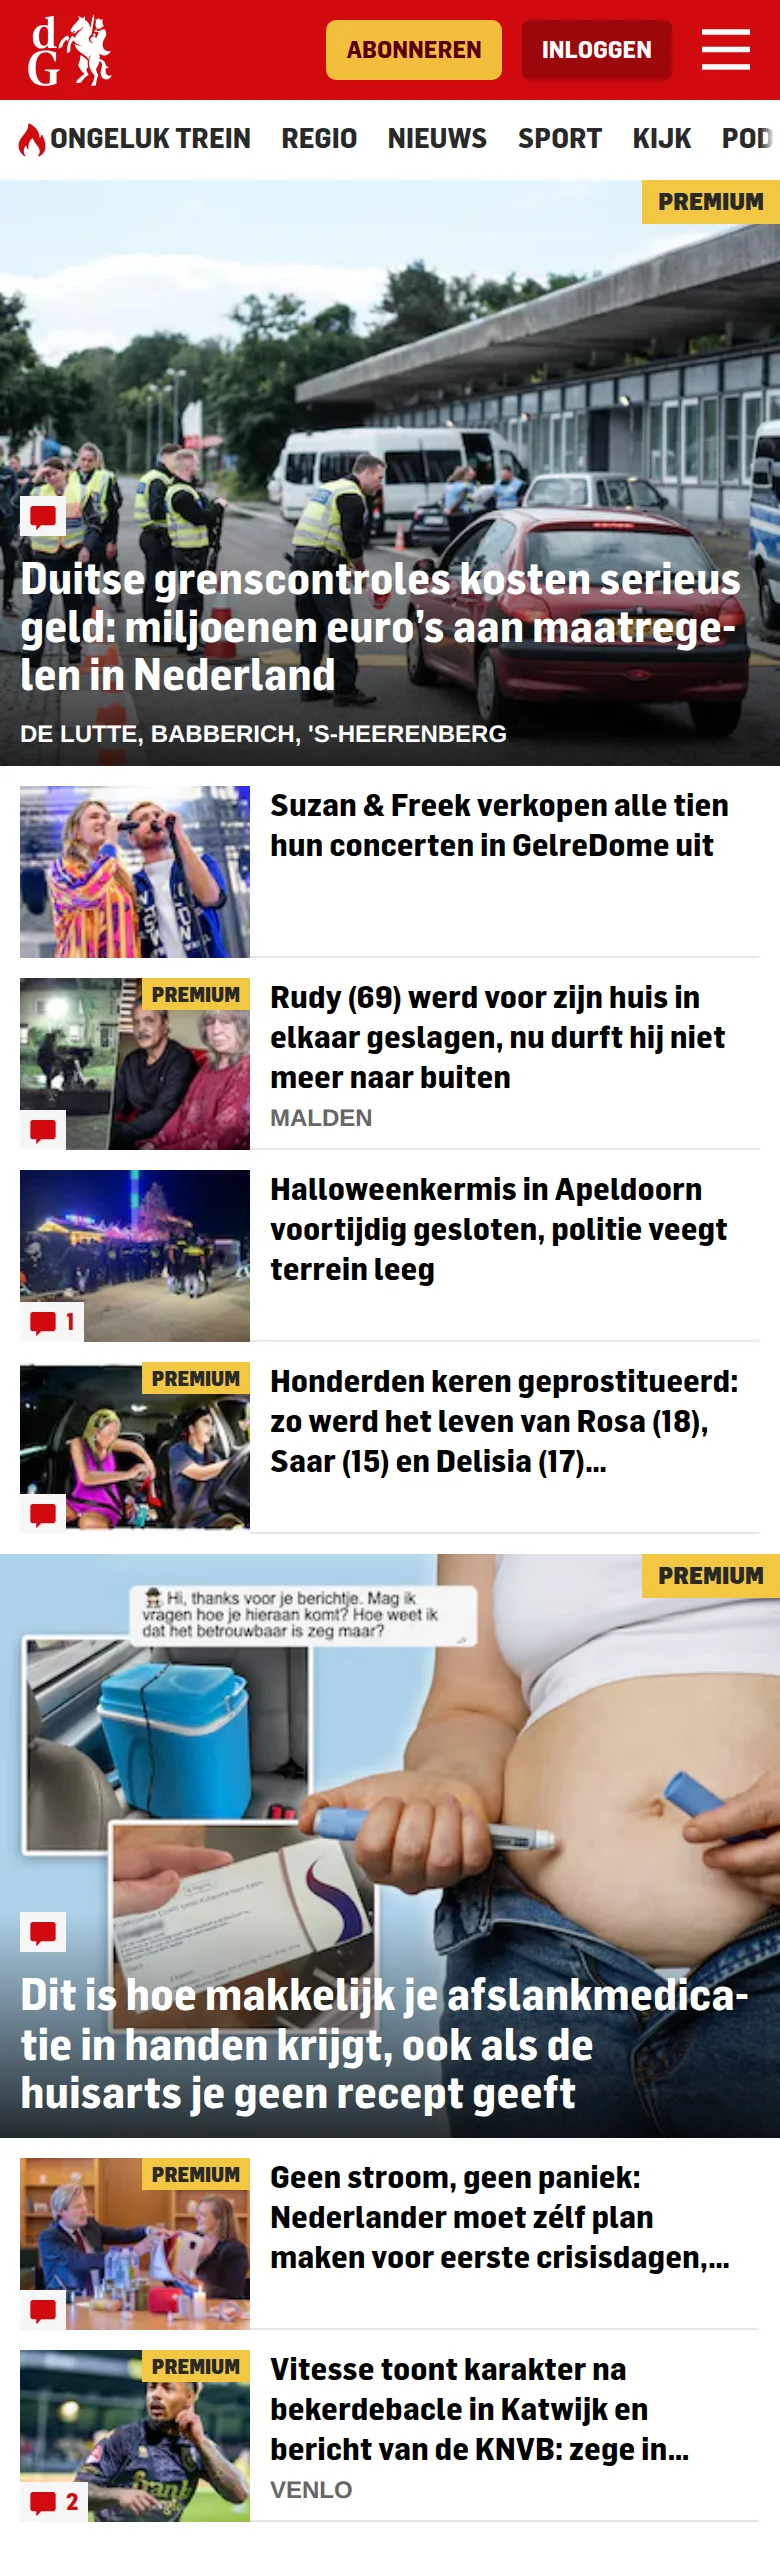 dG
ABONNEREN
INLOGGEN
ONGELUK TREIN
REGIO
NIEUWS
SPORT
KIJK
POD
PREMIUM
Duitse grenscontroles kosten serieus
geld: miljoenen euro's aan maatrege-
len in Nederland
DE LUTTE, BABBERICH, 'S-HEERENBERG
Suzan & Freek verkopen alle tien
hun concerten in GelreDome uit
PREMIUM
Rudy (69) werd voor zijn huis in
elkaar geslagen, nu durft hij niet
meer naar buiten
MALDEN
Halloweenkermis in Apeldoorn
voortijdig gesloten, politie veegt
terrein leeg
1
PREMIUM
Honderden keren geprostitueerd:
zo werd het leven van Rosa (18),
Saar (15) en Delisia (17)...
PREMIUM
Hi, thanks voor je berichtje. Mag ik
vragen hoe je hieraan komt? Hoe weet ik
dat het betrouwbaar is zeg maar?
Dit is hoe makkelijk je afslankmedica-
tie in handen krijgt, ook als de
huisarts je geen recept geeft
PREMIUM
Geen stroom, geen paniek:
Nederlander moet zélf plan
maken voor eerste crisisdagen,...
PREMIUM
Vitesse toont karakter na
bekerdebacle in Katwijk en
bericht van de KNVB: zege in...
VENLO
2